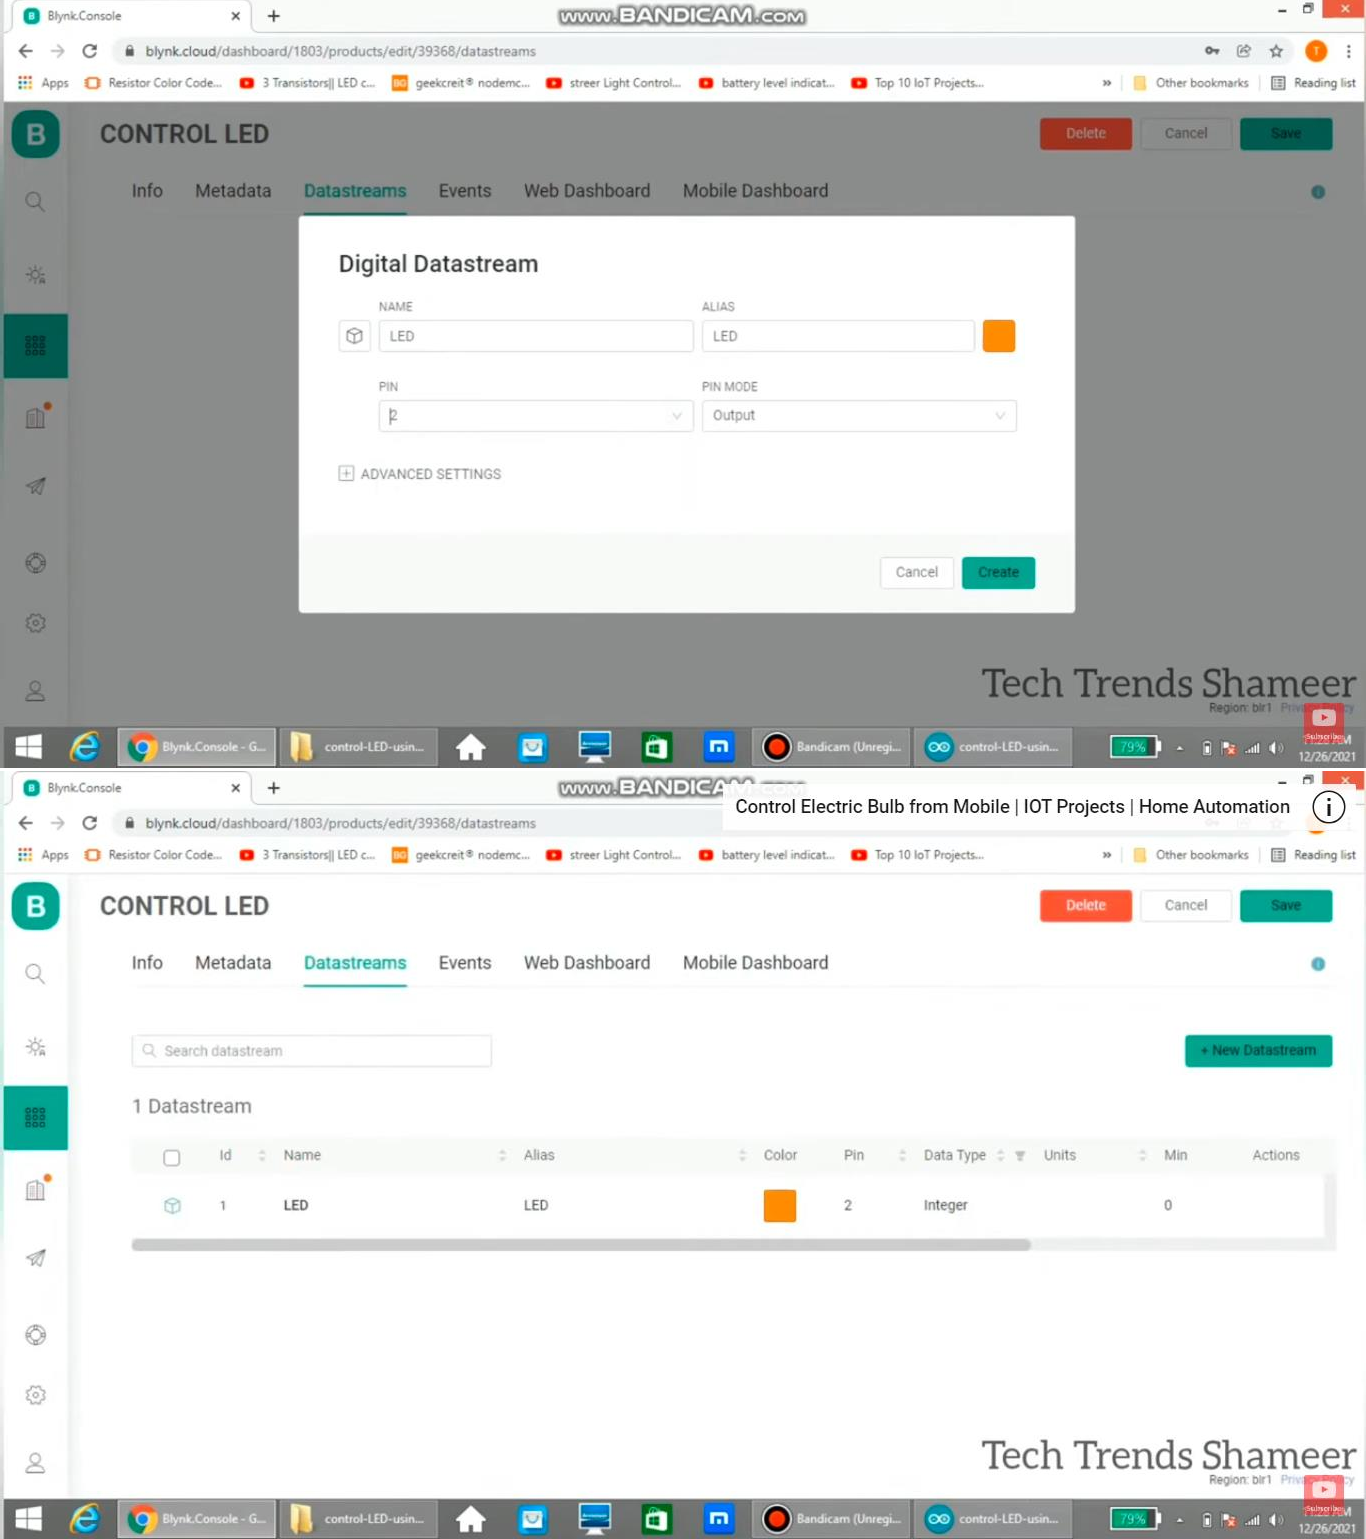 Blynk.Console
www.BANDICAM.com
blynk.cloud/dashboard/1803/products/edit/39368/datastreams
T
Apps Resistor Color Code... 3 Transistors|| LED c... BG geekcreit® nodemc... streer Light Control... battery level indicat... Top 10 IoT Projects... » Other bookmarks Reading list
B CONTROL LED Delete Cancel Save
Info Metadata Datastreams Events Web Dashboard Mobile Dashboard
Digital Datastream
NAME ALIAS
LED LED
PIN PIN MODE
2 Output
ADVANCED SETTINGS
Cancel Create
Tech Trends Shameer
Region: blr1
Blynk.Console - G... control-LED-usin... m Bandicam (Unregi... control-LED-usin... 79%
Subscribe
12/26/2021
Blynk.Console
www.BANDICAM
Control Electric Bulb from Mobile | IOT Projects | Home Automation
blynk.cloud/dashboard/1803/products/edit/39368/datastreams
Apps Resistor Color Code... 3 Transistors|| LED c... BG geekcreit® nodemc... streer Light Control... battery level indicat... Top 10 IoT Projects... » Other bookmarks Reading list
B CONTROL LED Delete Cancel Save
Info Metadata Datastreams Events Web Dashboard Mobile Dashboard
Search datastream + New Datastream
1 Datastream
Id Name Alias Color Pin Data Type Units Min Actions
1 LED LED 2 Integer 0
Tech Trends Shameer
Region: blr1
Blynk.Console - G... control-LED-usin... m Bandicam (Unregi... control-LED-usin... 79%
Subscribe
12/26/2021